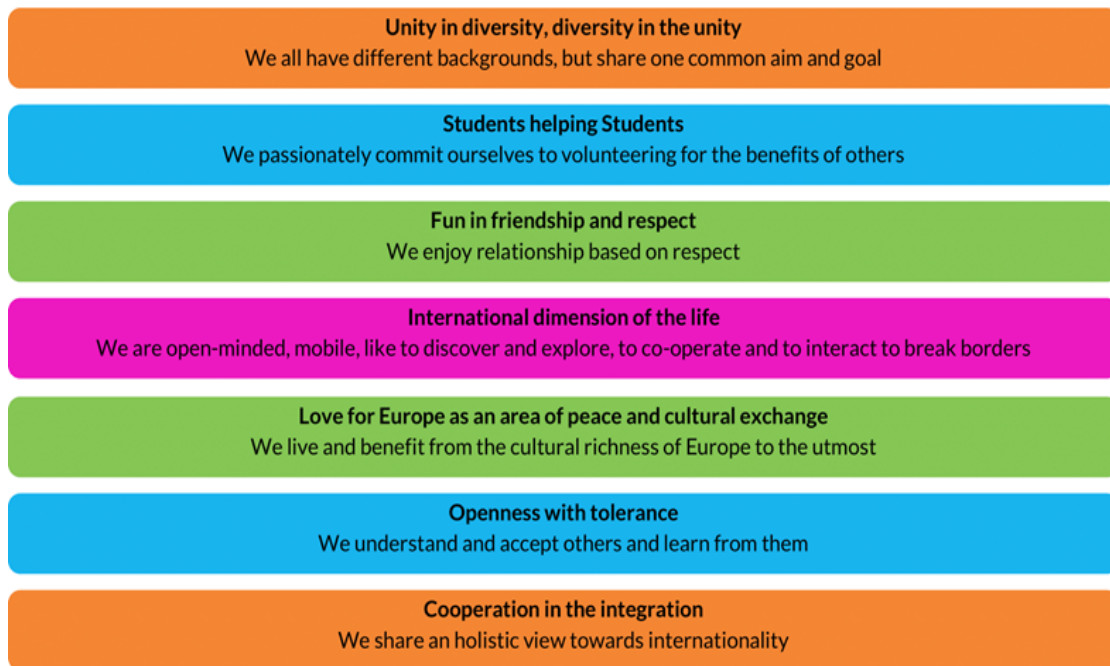 Unity in diversity, diversity in the unity
We all have different backgrounds, but share one common aim and goal
Students helping Students
We passionately commit ourselves to volunteering for the benefits of others
Fun in friendship and respect
We enjoy relationship based on respect
International dimension of the life
We are open-minded, mobile, like to discover and explore, to co-operate and to interact to break borders
Love for Europe as an area of peace and cultural exchange
We live and benefit from the cultural richness of Europe to the utmost
Openness with tolerance
We understand and accept others and learn from them
Cooperation in the integration
We share an holistic view towards internationality